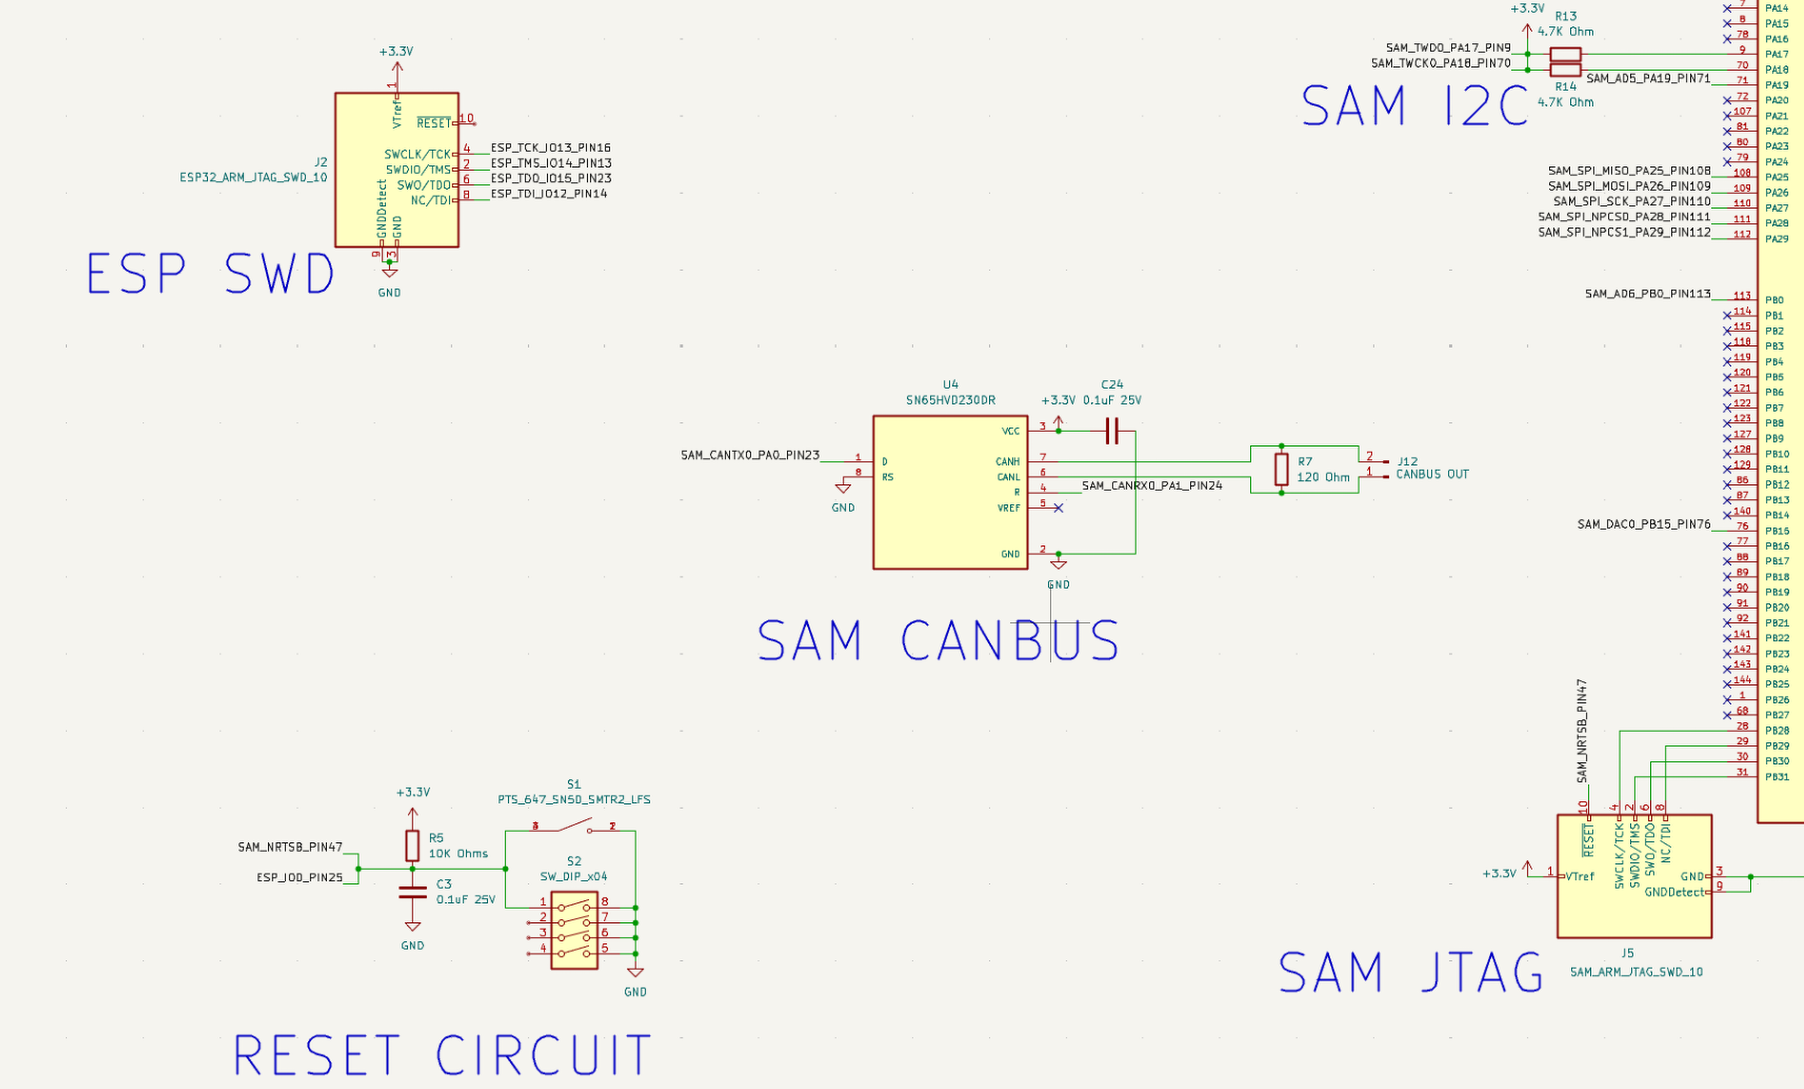 +3.3V
1
VTref
RESET
10
J2
ESP32_ARM_JTAG_SWD_10
SWCLK/TCK
4
ESP_TCK_IO13_PIN16
SWDIO/TMS
2
ESP_TMS_IO14_PIN13
SWO/TDO
6
ESP_TDO_IO15_PIN23
NC/TDI
8
ESP_TDI_IO12_PIN14
GNDDetect
GND
9
3
GND
ESP SWD
+3.3V
R13
4.7K Ohm
SAM_TWD0_PA17_PIN9
SAM_TWCK0_PA18_PIN70
SAM_AD5_PA19_PIN71
R14
4.7K Ohm
SAM I2C
7 PA14
8 PA15
78 PA16
9 PA17
70 PA18
71 PA19
72 PA20
107 PA21
81 PA22
80 PA23
79 PA24
SAM_SPI_MISO_PA25_PIN108 108 PA25
SAM_SPI_MOSI_PA26_PIN109 109 PA26
SAM_SPI_SCK_PA27_PIN110 110 PA27
SAM_SPI_NPCS0_PA28_PIN111 111 PA28
SAM_SPI_NPCS1_PA29_PIN112 112 PA29
SAM_AD6_PB0_PIN113 113 PB0
114 PB1
115 PB2
118 PB3
119 PB4
120 PB5
121 PB6
122 PB7
123 PB8
127 PB9
128 PB10
129 PB11
86 PB12
87 PB13
140 PB14
SAM_DAC0_PB15_PIN76 76 PB15
77 PB16
88 PB17
89 PB18
90 PB19
91 PB20
92 PB21
141 PB22
142 PB23
143 PB24
144 PB25
1 PB26
68 PB27
28 PB28
29 PB29
30 PB30
31 PB31
U4
SN65HVD230DR
C24
+3.3V 0.1uF 25V
VCC 3
SAM_CANTX0_PA0_PIN23 1 D
CANH 7
8 RS
CANL 6
R 4
SAM_CANRX0_PA1_PIN24
VREF 5
GND
GND 2
GND
R7
120 Ohm
2
1
J12
CANBUS OUT
SAM CANBUS
SAM_NRTSB_PIN47
10 4 2 6 8
RESET
SWCLK/TCK
SWDIO/TMS
SWO/TDO
NC/TDI
+3.3V
1
VTref
GND 3
GNDDetect 9
J5
SAM_ARM_JTAG_SWD_10
SAM JTAG
+3.3V
S1
PTS_647_SN50_SMTR2_LFS
R5
10K Ohms
SAM_NRTSB_PIN47
ESP_IO0_PIN25
C3
0.1uF 25V
GND
S2
SW_DIP_x04
1 8
2 7
3 6
4 5
GND
RESET CIRCUIT